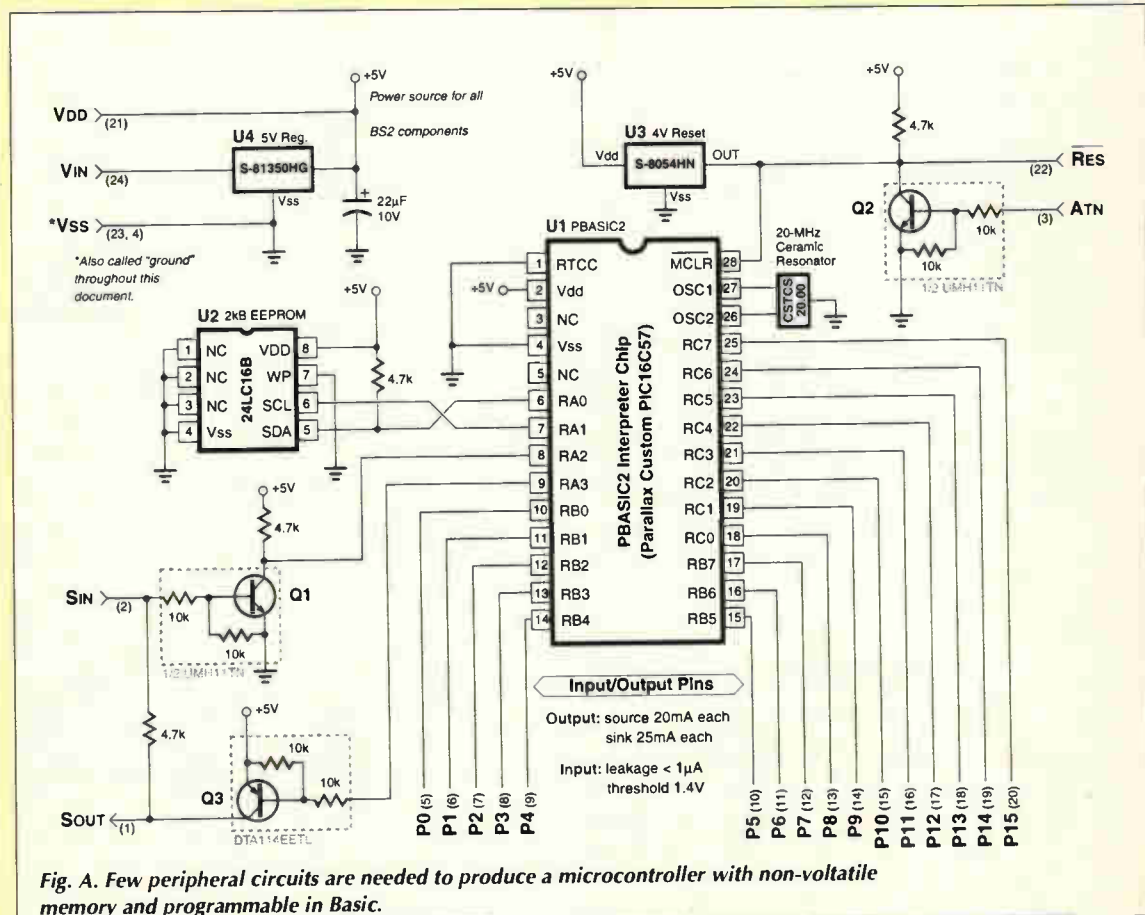 VDD (21)
+5V
Power source for all
BS2 components
U4 5V Reg.
S-81350HG
Vss
VIN (24)
*VSS (23, 4)
*Also called "ground"
throughout this
document.
22µF
10V
+
+5V
U3 4V Reset
Vdd S-8054HN OUT
Vss
+5V
4.7k
RES
(22)
Q2
ATN
(3)
10k
10k
1/2 UMH11TN
U2 2kB EEPROM
24LC16B
1 NC VDD 8
2 NC WP 7
3 NC SCL 6
4 Vss SDA 5
+5V
4.7k
U1 PBASIC2
PBASIC2 Interpreter Chip
(Parallax Custom PIC16C57)
+5V
1 RTCC MCLR 28
2 Vdd OSC1 27
3 NC OSC2 26
4 Vss RC7 25
5 NC RC6 24
6 RA0 RC5 23
7 RA1 RC4 22
8 RA2 RC3 21
9 RA3 RC2 20
10 RB0 RC1 19
11 RB1 RC0 18
12 RB2 RB7 17
13 RB3 RB6 16
14 RB4 RB5 15
20-MHz
Ceramic
Resonator
CSTCS
20.00
+5V
4.7k
SIN
(2)
10k
Q1
10k
1/2 UMH11TN
4.7k
+5V
10k
10k
Q3
SOUT
(1)
DTA114EETL
Input/Output Pins
Output: source 20mA each
sink 25mA each
Input: leakage < 1µA
threshold 1.4V
P0 (5)
P1 (6)
P2 (7)
P3 (8)
P4 (9)
P5 (10)
P6 (11)
P7 (12)
P8 (13)
P9 (14)
P10 (15)
P11 (16)
P12 (17)
P13 (18)
P14 (19)
P15 (20)
Fig. A. Few peripheral circuits are needed to produce a microcontroller with non-voltatile
memory and programmable in Basic.